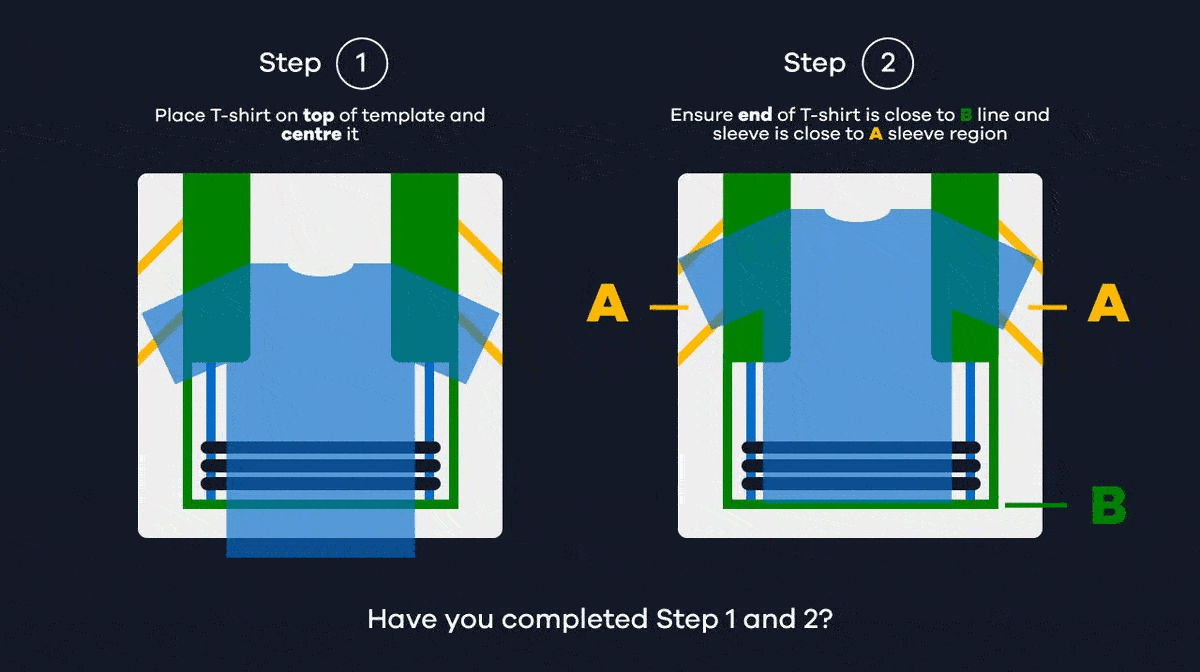 Step 1
Place T-shirt on top of template and
centre it
Step 2
Ensure end of T-shirt is close to B line and
sleeve is close to A sleeve region
A
A
B
Have you completed Step 1 and 2?